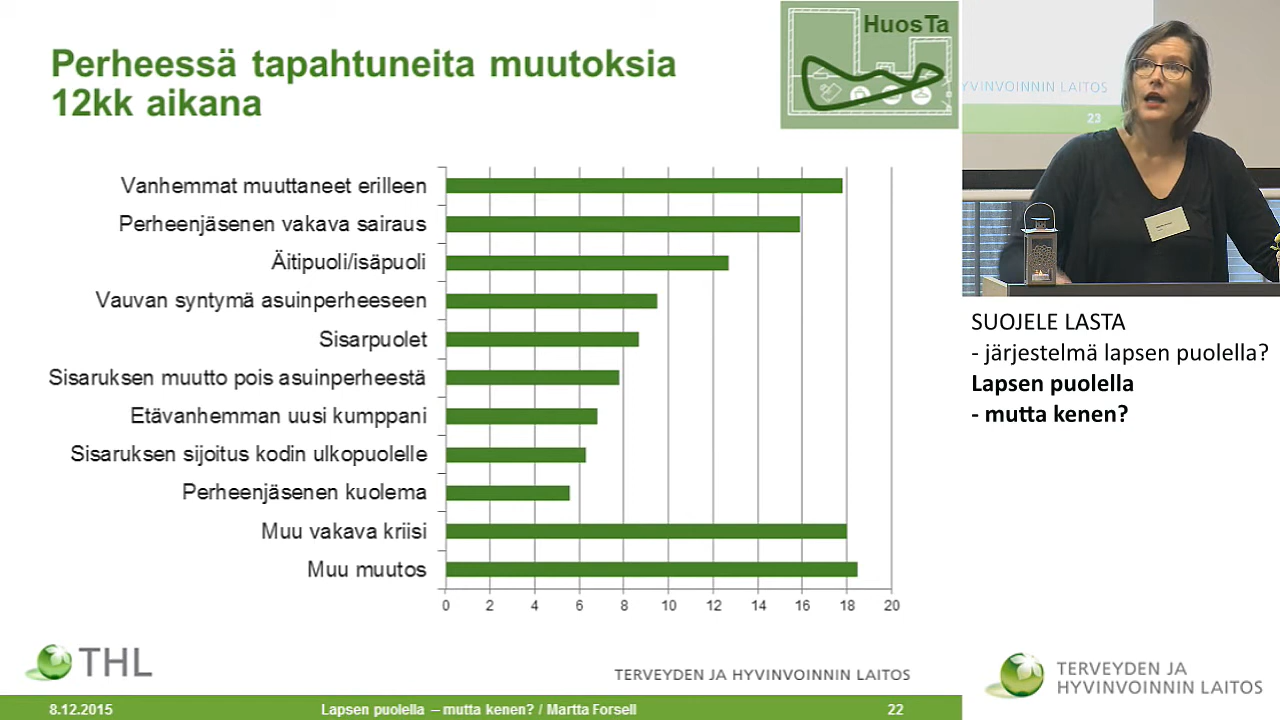 Perheessä tapahtuneita muutoksia
12kk aikana
HuosTa
Vanhemmat muuttaneet erilleen
Perheenjäsenen vakava sairaus
Äitipuoli/isäpuoli
Vauvan syntymä asuinperheeseen
Sisarpuolet
Sisaruksen muutto pois asuinperheestä
Etävanhemman uusi kumppani
Sisaruksen sijoitus kodin ulkopuolelle
Perheenjäsenen kuolema
Muu vakava kriisi
Muu muutos
0 2 4 6 8 10 12 14 16 18 20
THL
TERVEYDEN JA HYVINVOINNIN LAITOS
8.12.2015 Lapsen puolella – mutta kenen? / Martta Forsell 22
YVINVOINNIN LAITOS
23
SUOJELE LASTA
- järjestelmä lapsen puolella?
Lapsen puolella
- mutta kenen?
TERVEYDEN JA
HYVINVOINNIN LAITOS